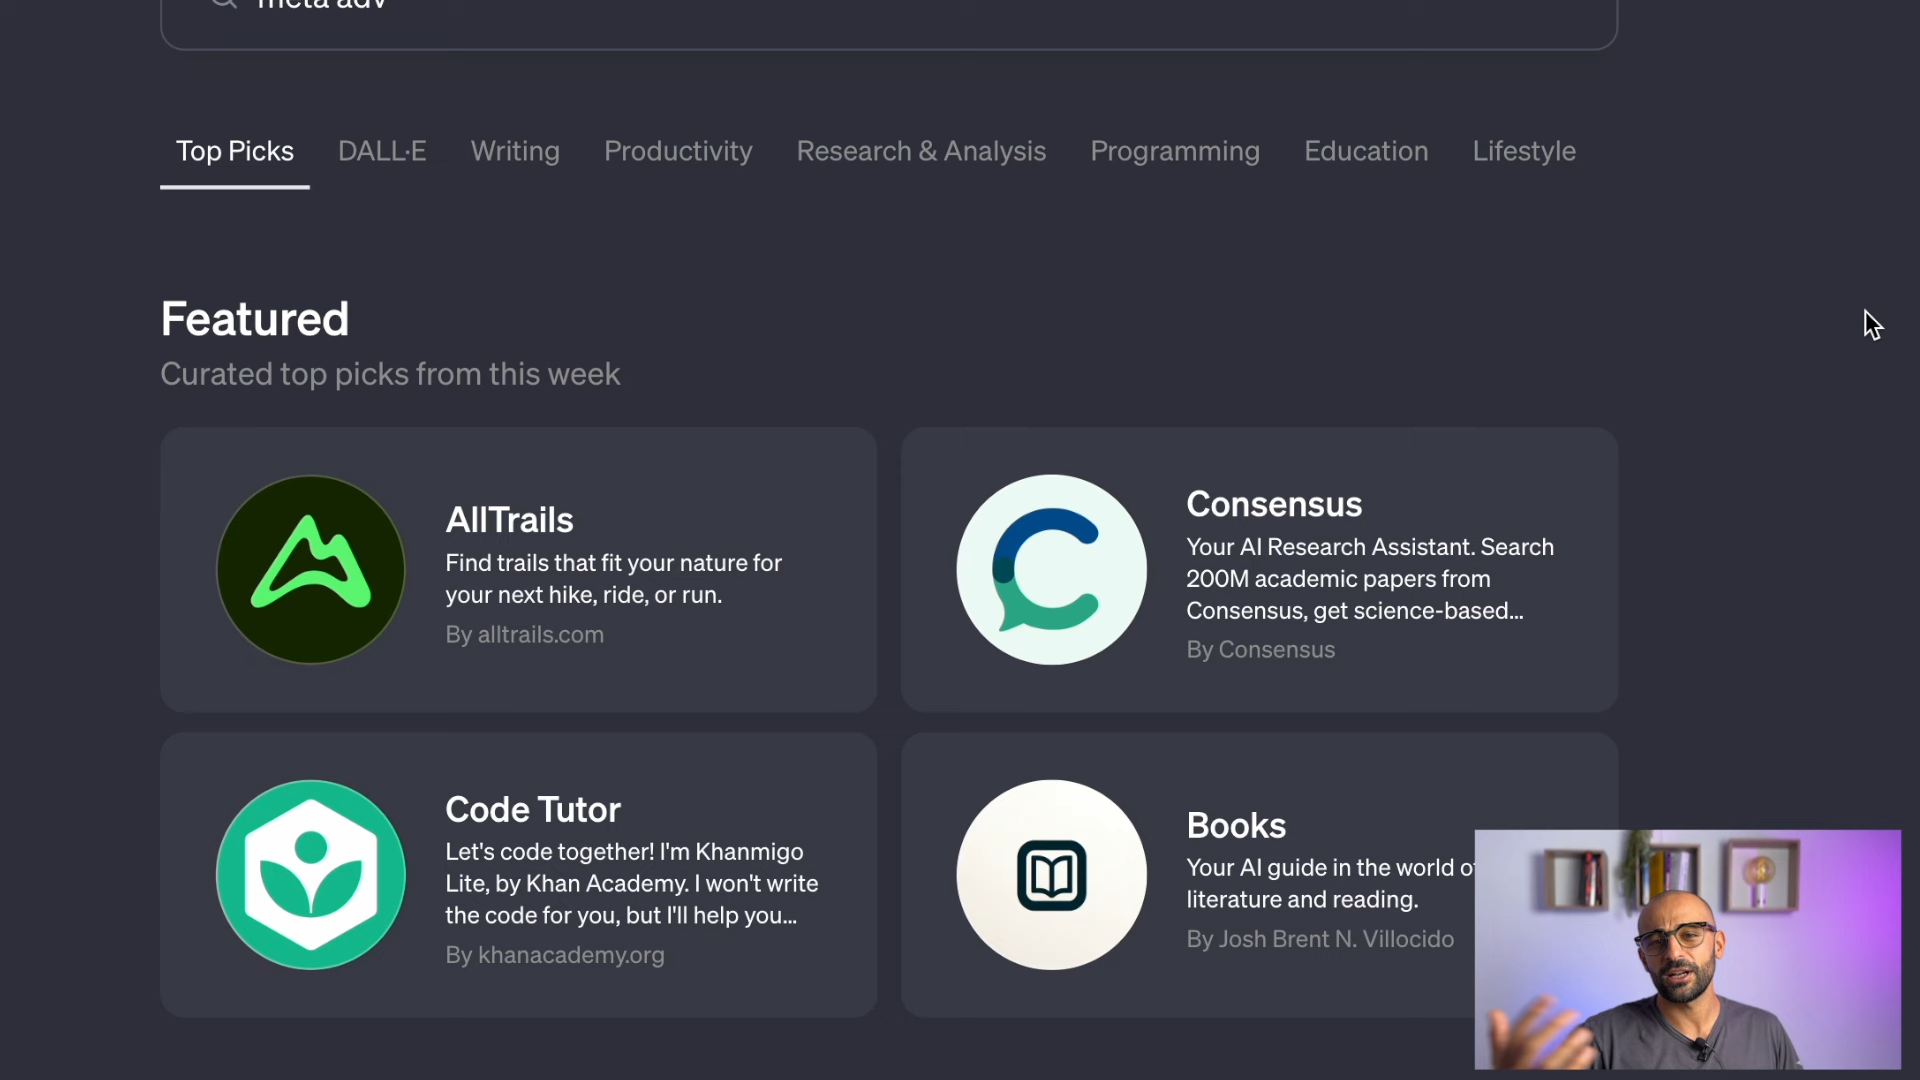 meta adv
Top Picks DALL·E Writing Productivity Research & Analysis Programming Education Lifestyle
Featured
Curated top picks from this week
AllTrails
Find trails that fit your nature for
your next hike, ride, or run.
By alltrails.com
Consensus
Your AI Research Assistant. Search
200M academic papers from
Consensus, get science-based...
By Consensus
Code Tutor
Let's code together! I'm Khanmigo
Lite, by Khan Academy. I won't write
the code for you, but I'll help you...
By khanacademy.org
Books
Your AI guide in the world of
literature and reading.
By Josh Brent N. Villocido